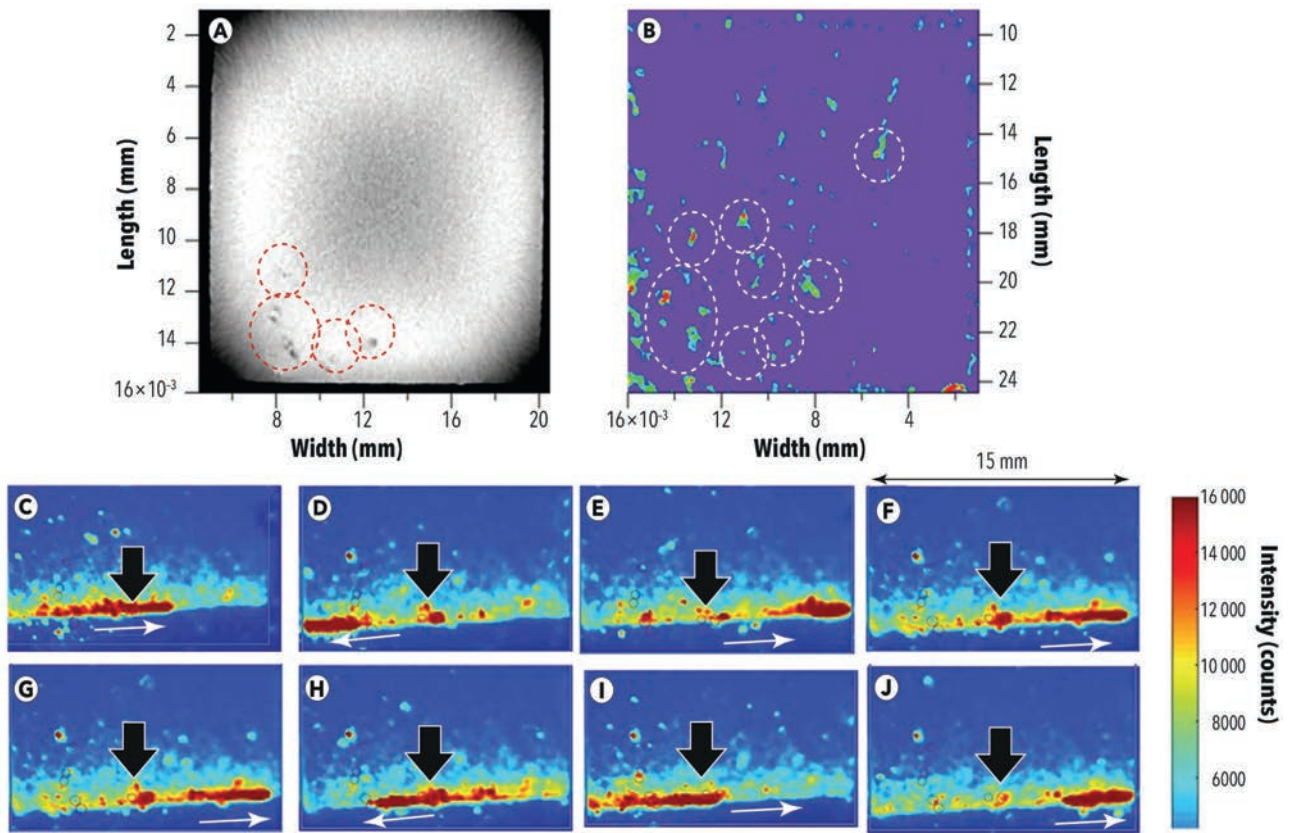 A
2
4
6
8
10
12
14
16×10⁻³
Length (mm)
8
12
16
20
Width (mm)
B
10
12
14
16
18
20
22
24
Length (mm)
16×10⁻³
12
8
4
Width (mm)
15 mm
C
D
E
F
G
H
I
J
16 000
14 000
12 000
10 000
8000
6000
Intensity (counts)